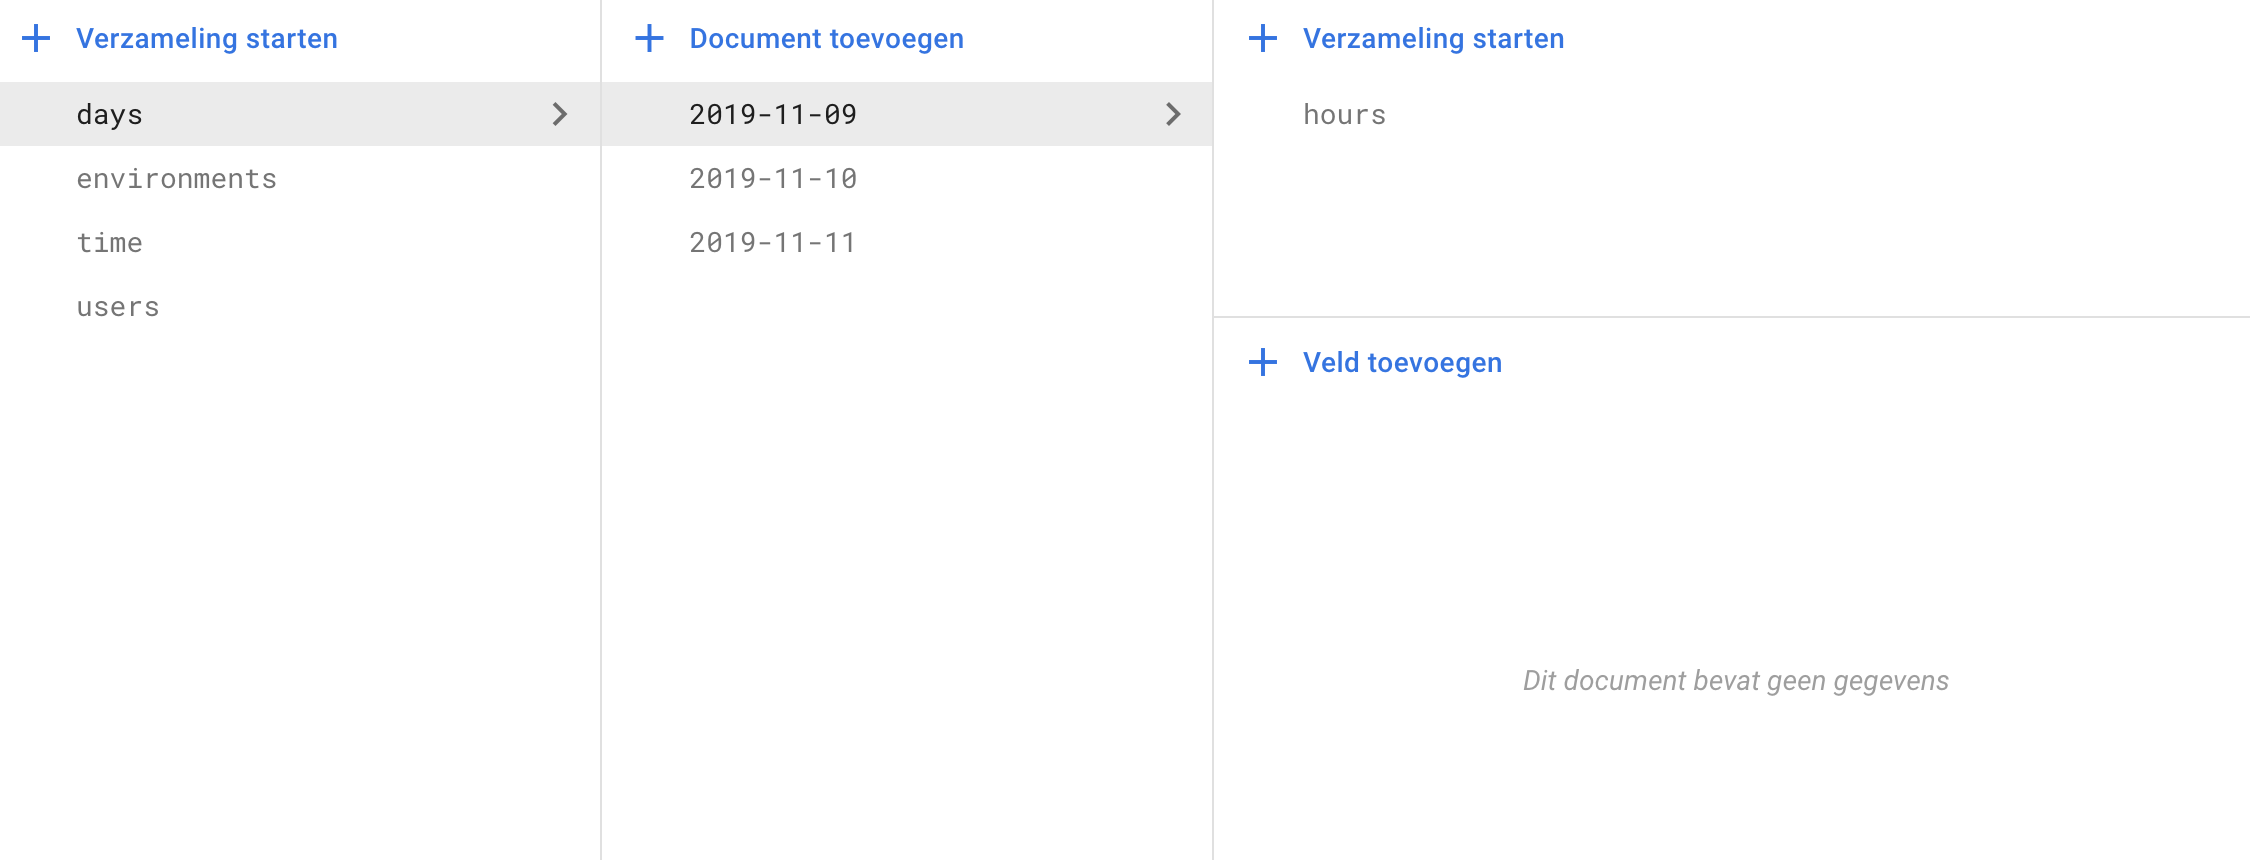 Verzameling starten
days
environments
time
users
Document toevoegen
2019-11-09
2019-11-10
2019-11-11
Verzameling starten
hours
Veld toevoegen
Dit document bevat geen gegevens